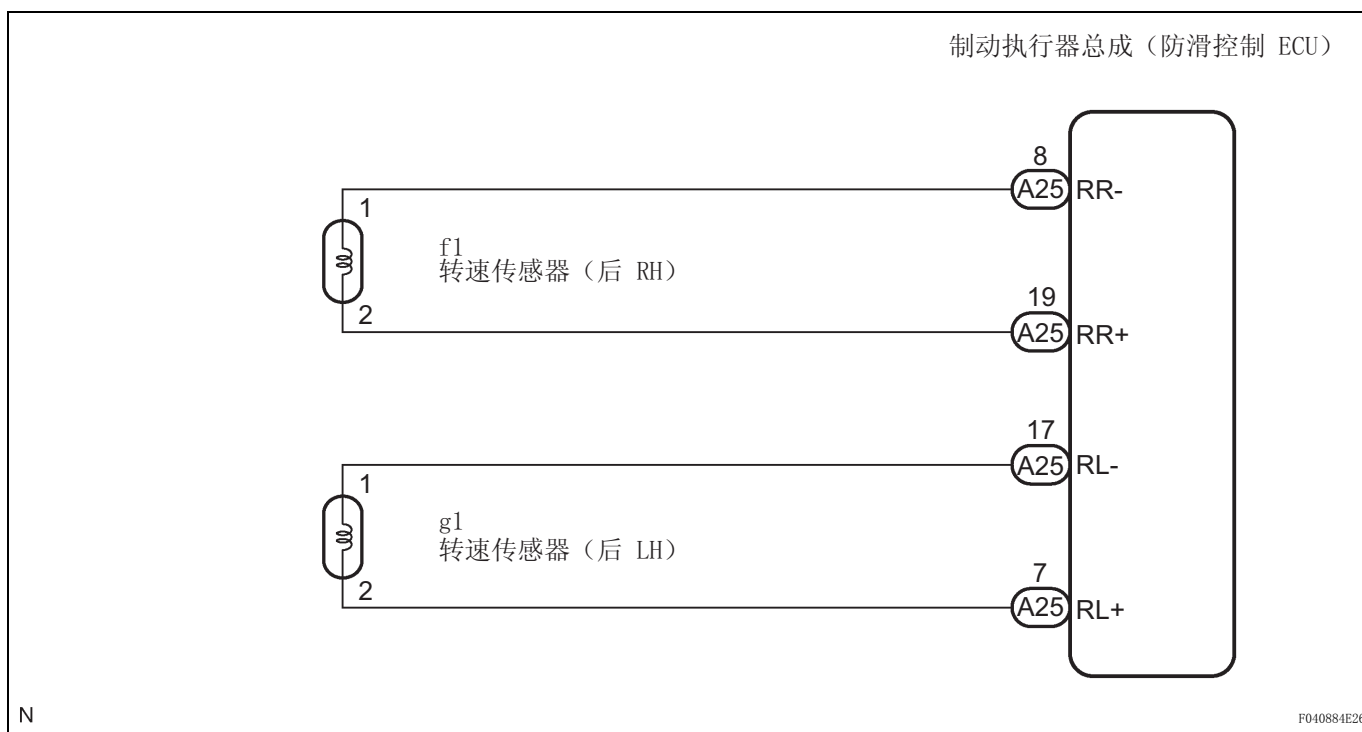 制动执行器总成（防滑控制 ECU）
8
A25 RR-
1
f1
转速传感器（后 RH）
2
19
A25 RR+
17
A25 RL-
1
g1
转速传感器（后 LH）
2
7
A25 RL+
N
F040884E26